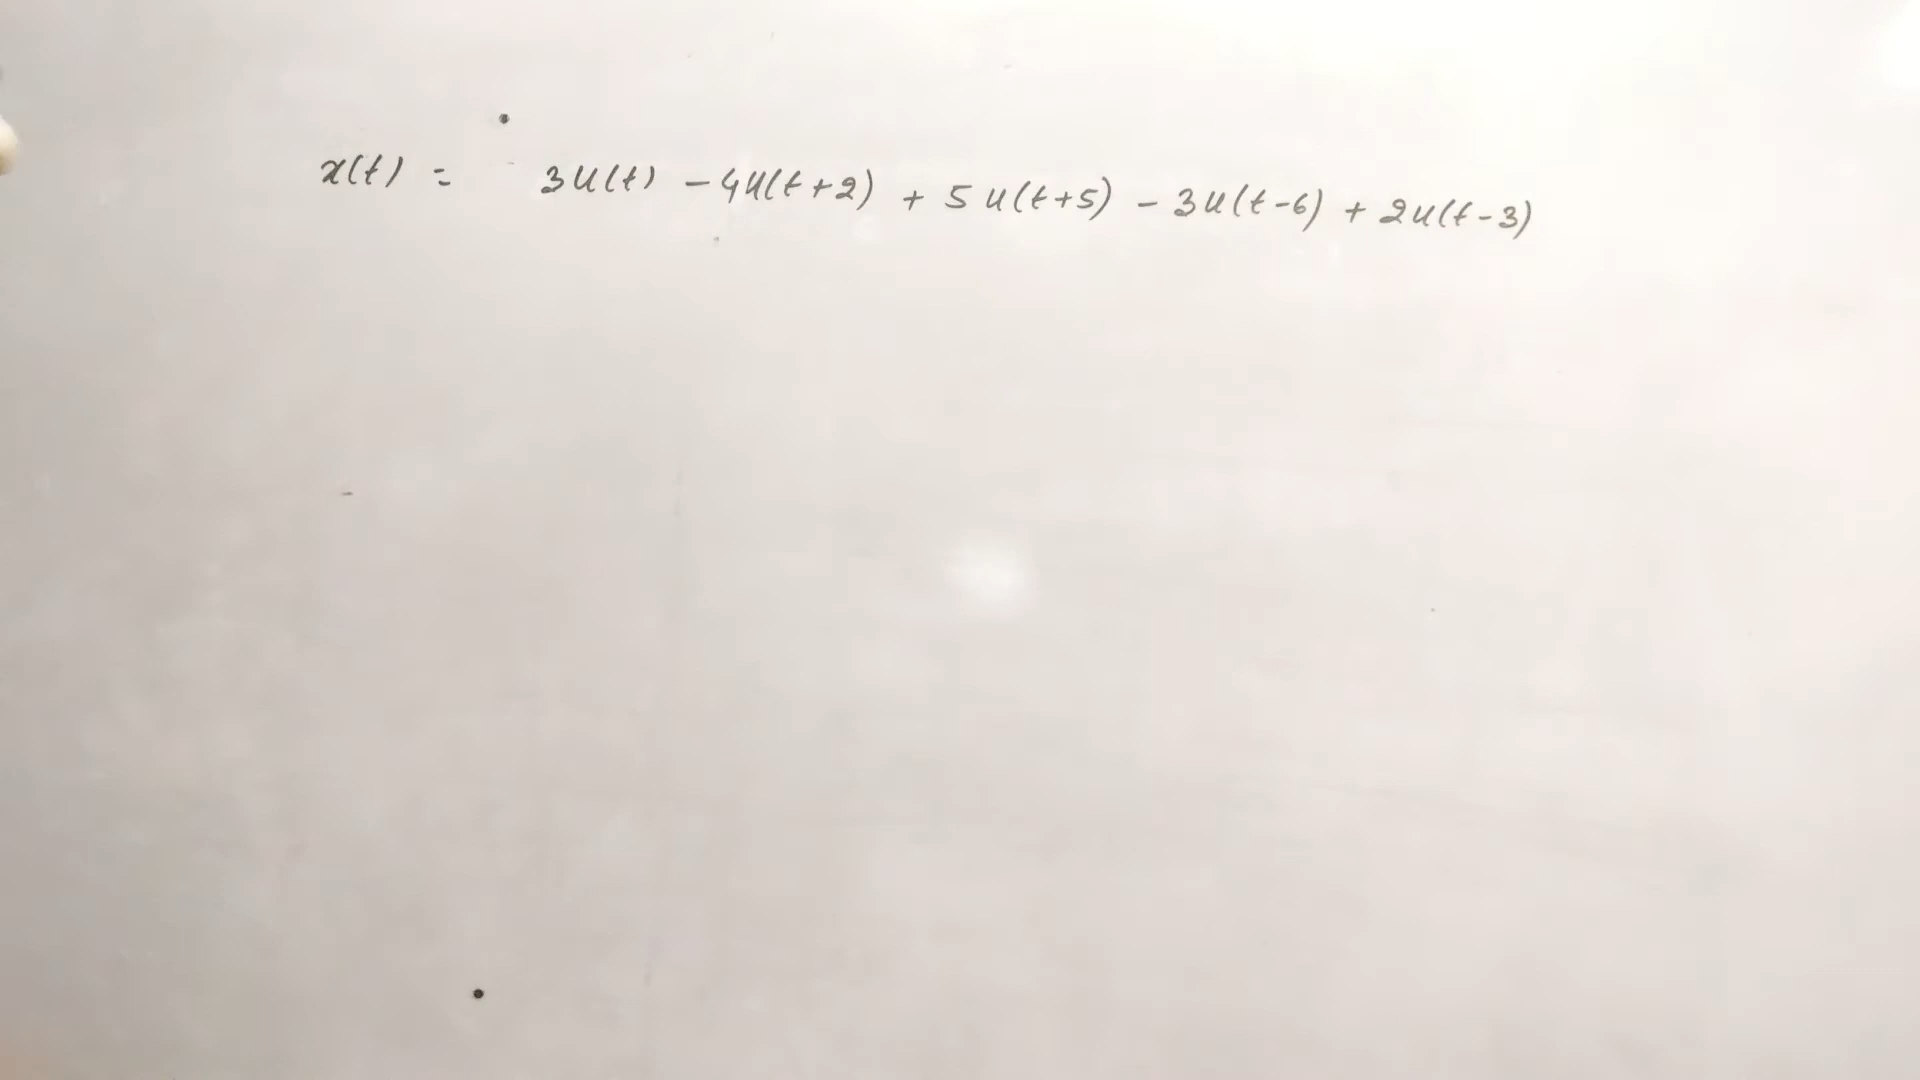 x(t) = 3u(t) - 4u(t+2) + 5u(t+5) - 3u(t-6) + 2u(t-3)